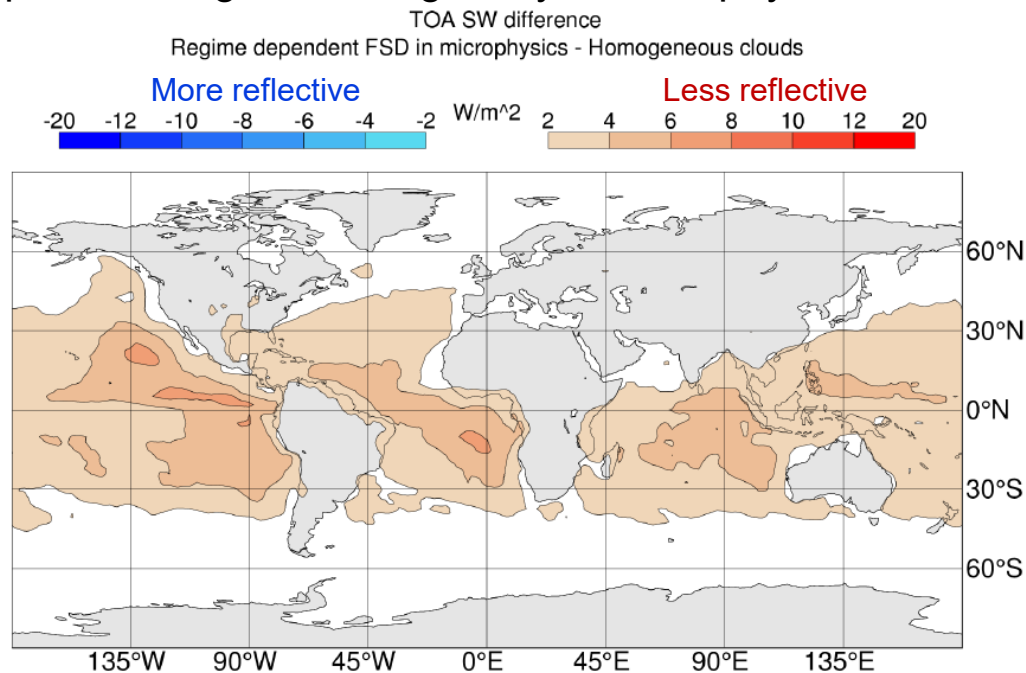 TOA SW difference
Regime dependent FSD in microphysics - Homogeneous clouds
More reflective
Less reflective
-20 -12 -10 -8 -6 -4 -2 W/m^2 2 4 6 8 10 12 20
60°N
30°N
0°N
30°S
60°S
135°W 90°W 45°W 0°E 45°E 90°E 135°E